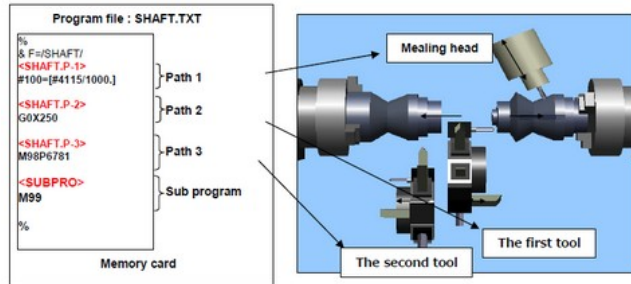 Program file : SHAFT.TXT
%
& F=/SHAFT/
<SHAFT.P-1>
#100=[#4115/1000.]
Path 1
<SHAFT.P-2>
G0X250
Path 2
<SHAFT.P-3>
M98P6781
Path 3
<SUBPRO>
M99
Sub program
%
Memory card
Mealing head
The first tool
The second tool